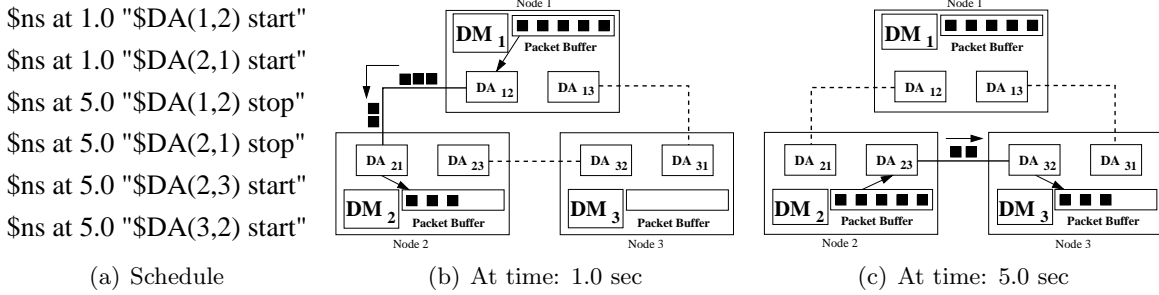 $ns at 1.0 "$DA(1,2) start"
$ns at 1.0 "$DA(2,1) start"
$ns at 5.0 "$DA(1,2) stop"
$ns at 5.0 "$DA(2,1) stop"
$ns at 5.0 "$DA(2,3) start"
$ns at 5.0 "$DA(3,2) start"
(a) Schedule
Node 1
DM 1
Packet Buffer
DA 12
DA 13
DA 21
DA 23
DM 2
Packet Buffer
Node 2
DA 32
DA 31
DM 3
Packet Buffer
Node 3
(b) At time: 1.0 sec
Node 1
DM 1
Packet Buffer
DA 12
DA 13
DA 21
DA 23
DM 2
Packet Buffer
Node 2
DA 32
DA 31
DM 3
Packet Buffer
Node 3
(c) At time: 5.0 sec